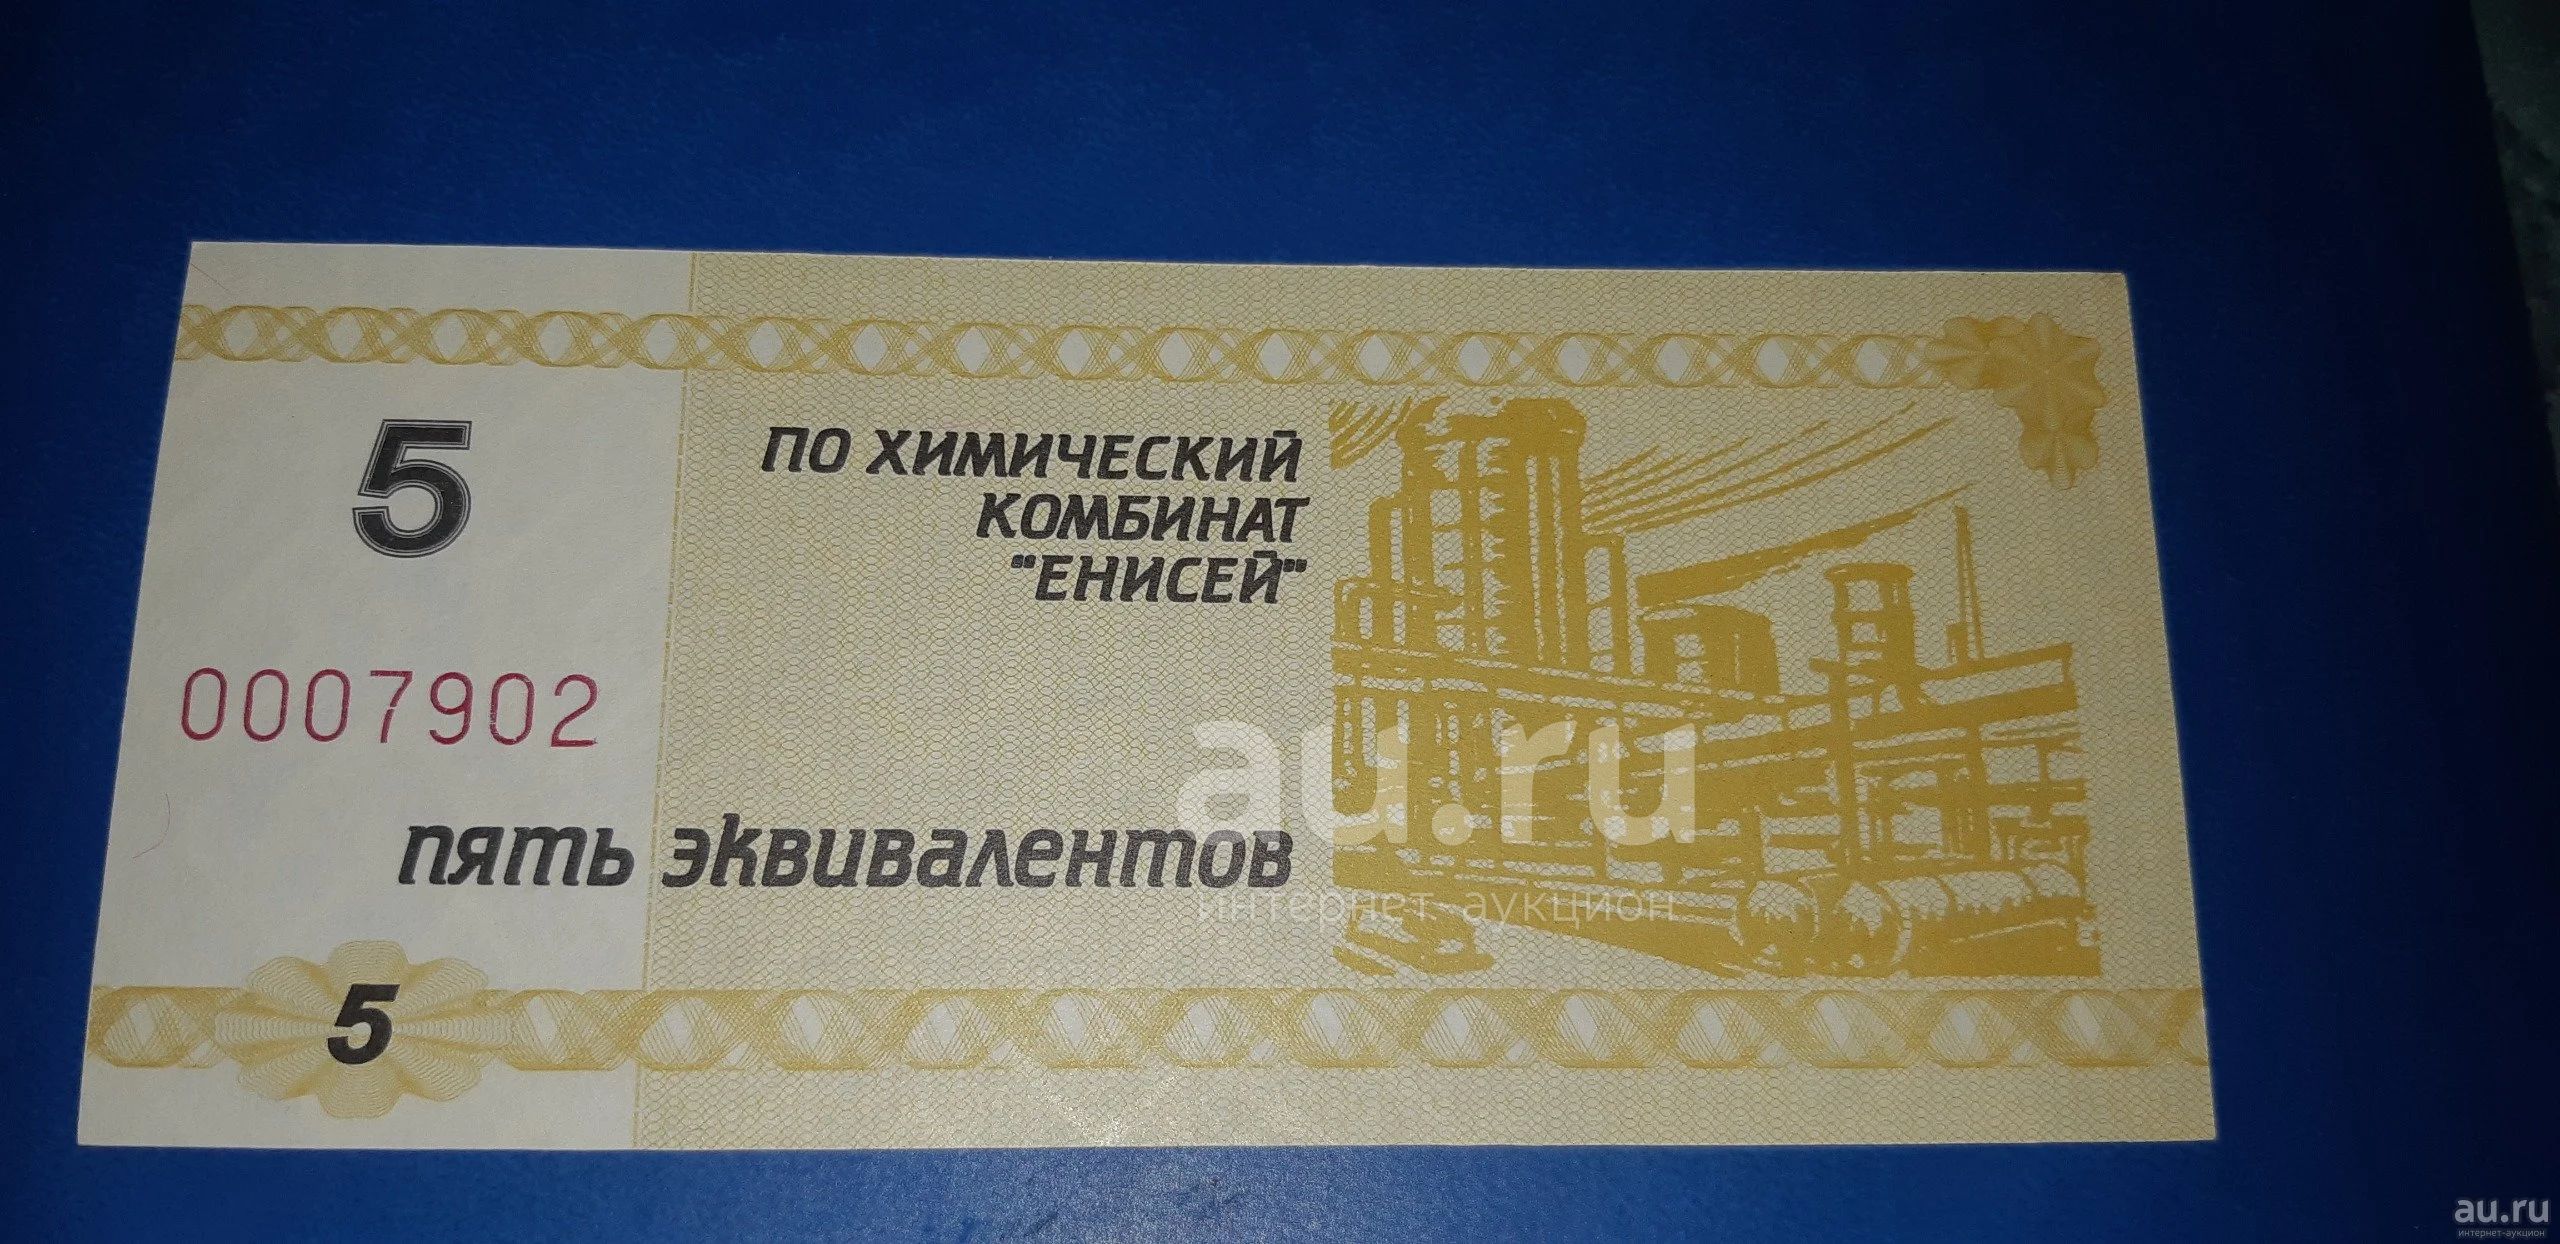 5
ПО ХИМИЧЕСКИЙ
КОМБИНАТ
"ЕНИСЕЙ"
0007902
пять эквивалентов
5
au.ru
интернет-аукцион
au.ru
интернет-аукцион